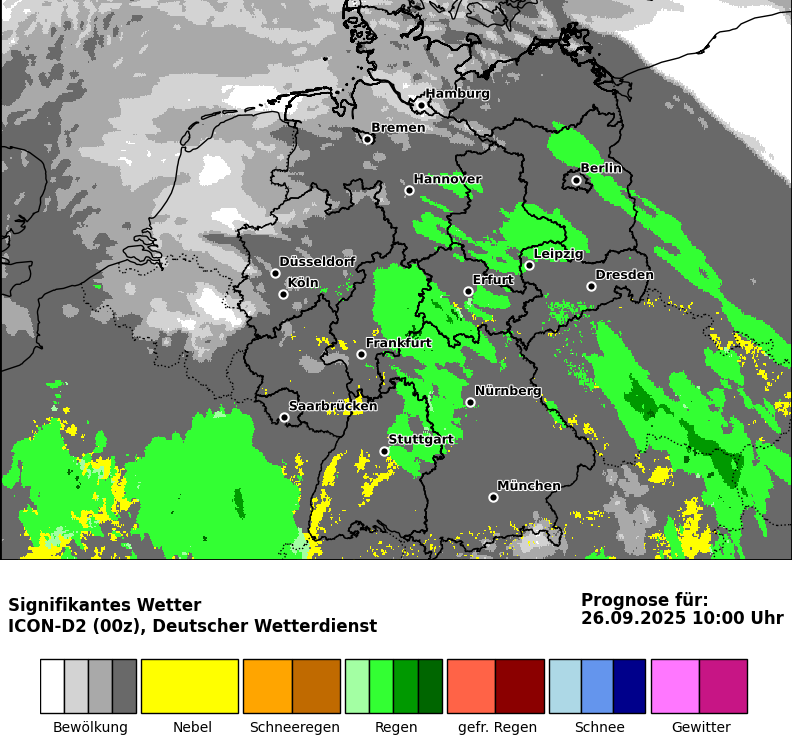 Hamburg
Bremen
Berlin
Hannover
Leipzig
Düsseldorf
Dresden
Köln
Erfurt
Frankfurt
Nürnberg
Saarbrücken
Stuttgart
München
Signifikantes Wetter
ICON-D2 (00z), Deutscher Wetterdienst
Prognose für:
26.09.2025 10:00 Uhr
Bewölkung Nebel Schneeregen Regen gefr. Regen Schnee Gewitter